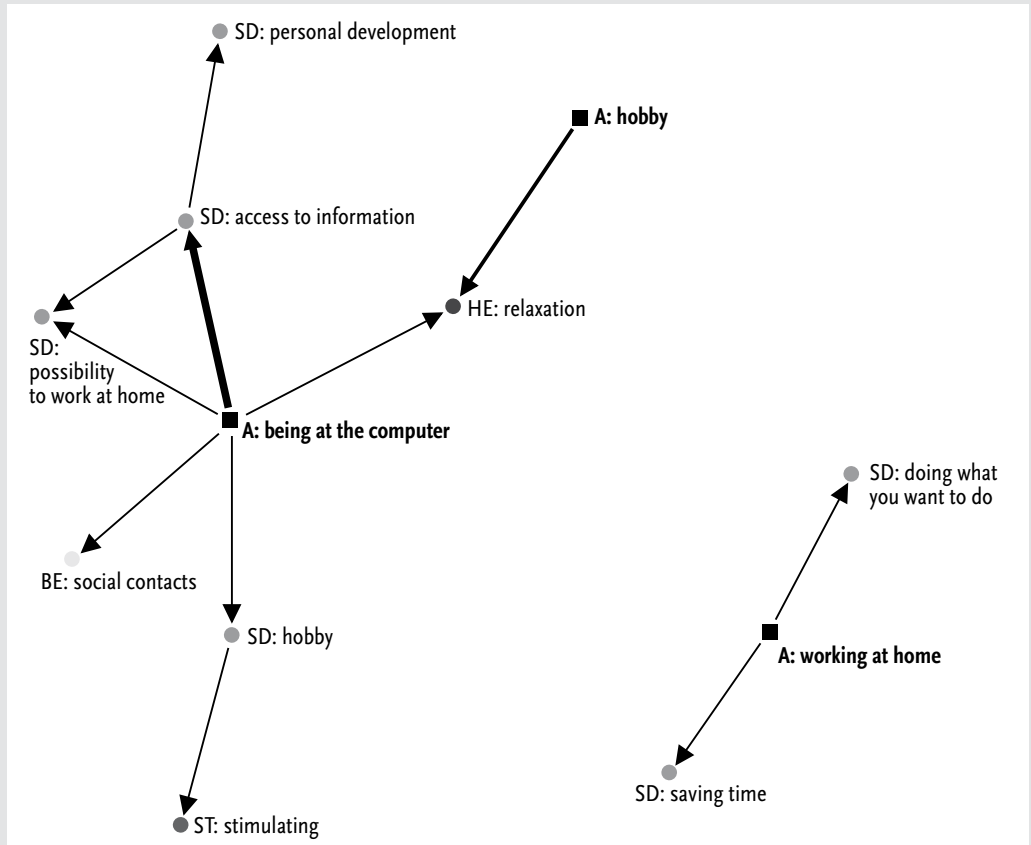 SD: personal development
A: hobby
SD: access to information
HE: relaxation
SD:
possibility
to work at home
A: being at the computer
SD: doing what
you want to do
BE: social contacts
SD: hobby
A: working at home
SD: saving time
ST: stimulating